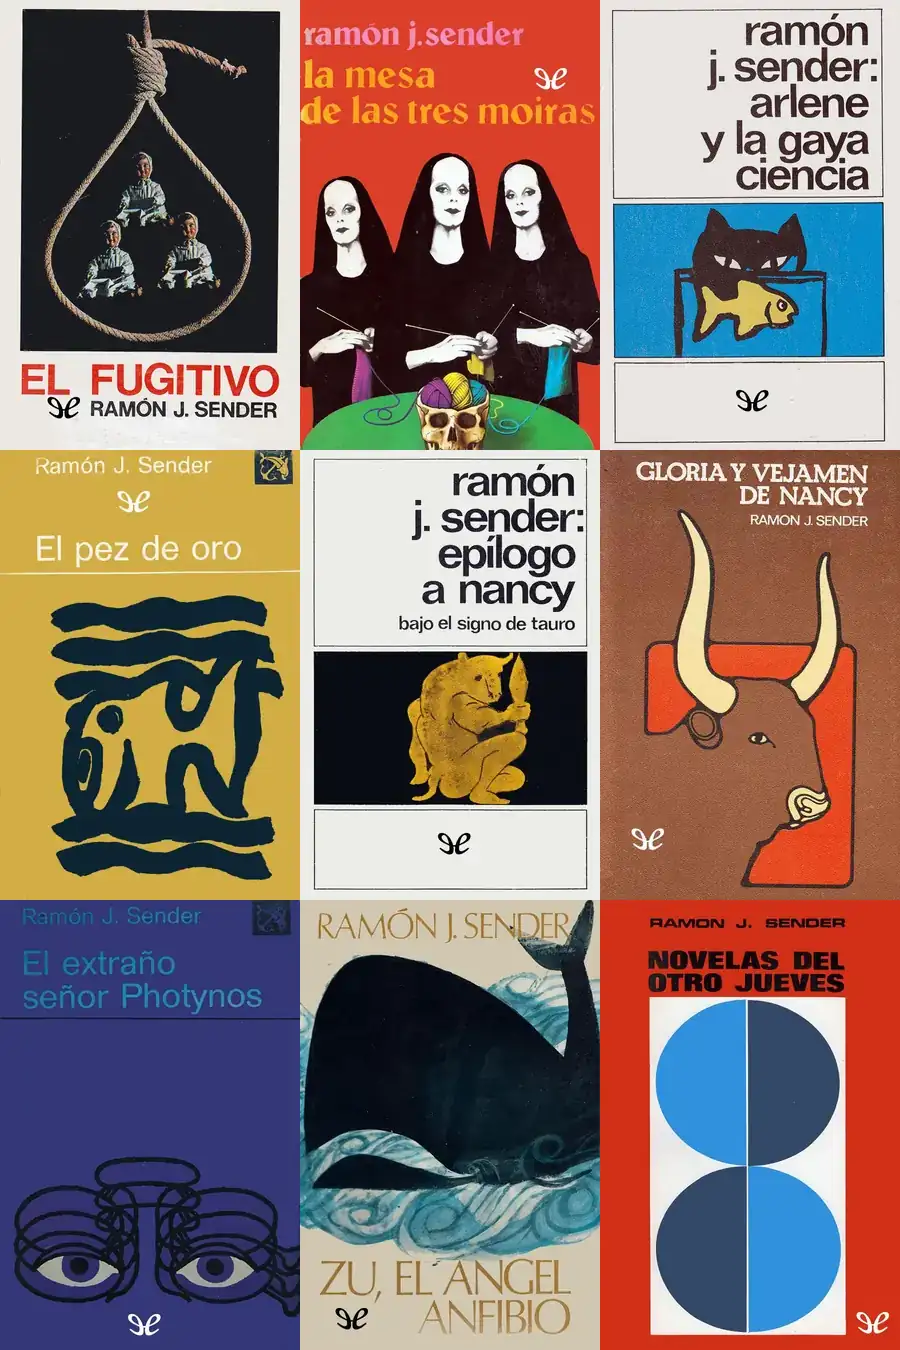 EL FUGITIVO
RAMÓN J. SENDER
ramón j.sender
la mesa
de las tres moiras
ramón
j. sender:
arlene
y la gaya
ciencia
Ramón J. Sender
El pez de oro
ramón
j. sender:
epílogo
a nancy
bajo el signo de tauro
GLORIA Y VEJAMEN
DE NANCY
RAMON J. SENDER
Ramón J. Sender
El extraño
señor Photynos
RAMÓN J. SENDER
ZU, EL ANGEL
ANFIBIO
RAMON J. SENDER
NOVELAS DEL
OTRO JUEVES